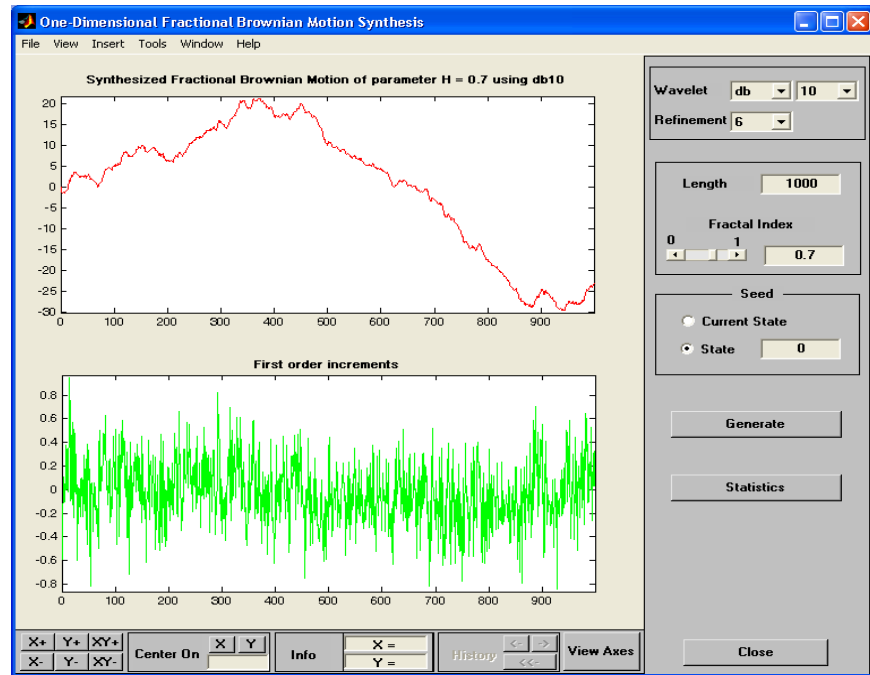 One-Dimensional Fractional Brownian Motion Synthesis
File View Insert Tools Window Help
Synthesized Fractional Brownian Motion of parameter H = 0.7 using db10
20
15
10
5
0
-5
-10
-15
-20
-25
-30
0 100 200 300 400 500 600 700 800 900
First order increments
0.8
0.6
0.4
0.2
0
-0.2
-0.4
-0.6
-0.8
0 100 200 300 400 500 600 700 800 900
Wavelet db 10
Refinement 6
Length 1000
Fractal Index
0 1
0.7
Seed
Current State
State 0
Generate
Statistics
Close
X+ Y+ XY+
X- Y- XY-
Center On X Y
Info X =
Y =
History <- ->
<<-
View Axes